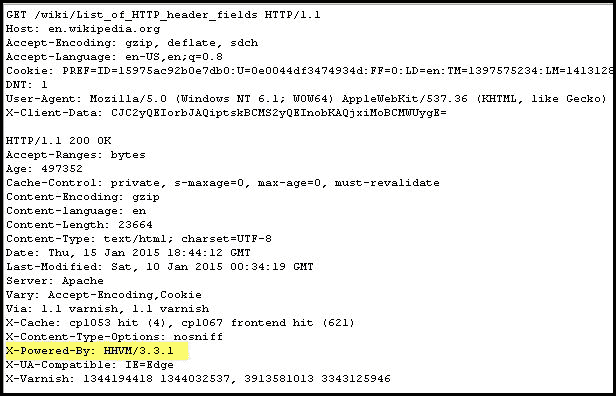 GET /wiki/List_of_HTTP_header_fields HTTP/1.1
Host: en.wikipedia.org
Accept-Encoding: gzip, deflate, sdch
Accept-Language: en-US,en;q=0.8
Cookie: PREF=ID=15975ac92b0e7db0:U=0e0044df3474934d:FF=0:LD=en:TM=1397575234:LM=1413128
DNT: 1
User-Agent: Mozilla/5.0 (Windows NT 6.1; WOW64) AppleWebKit/537.36 (KHTML, like Gecko)
X-Client-Data: CJC2yQEIorbJAQiptskBCMS2yQEInobKAQjxiMoBCMWUygE=
HTTP/1.1 200 OK
Accept-Ranges: bytes
Age: 497352
Cache-Control: private, s-maxage=0, max-age=0, must-revalidate
Content-Encoding: gzip
Content-language: en
Content-Length: 23664
Content-Type: text/html; charset=UTF-8
Date: Thu, 15 Jan 2015 18:44:12 GMT
Last-Modified: Sat, 10 Jan 2015 00:34:19 GMT
Server: Apache
Vary: Accept-Encoding,Cookie
Via: 1.1 varnish, 1.1 varnish
X-Cache: cp1053 hit (4), cp1067 frontend hit (621)
X-Content-Type-Options: nosniff
X-Powered-By: HHVM/3.3.1
X-UA-Compatible: IE=Edge
X-Varnish: 1344194418 1344032537, 3913581013 3343125946